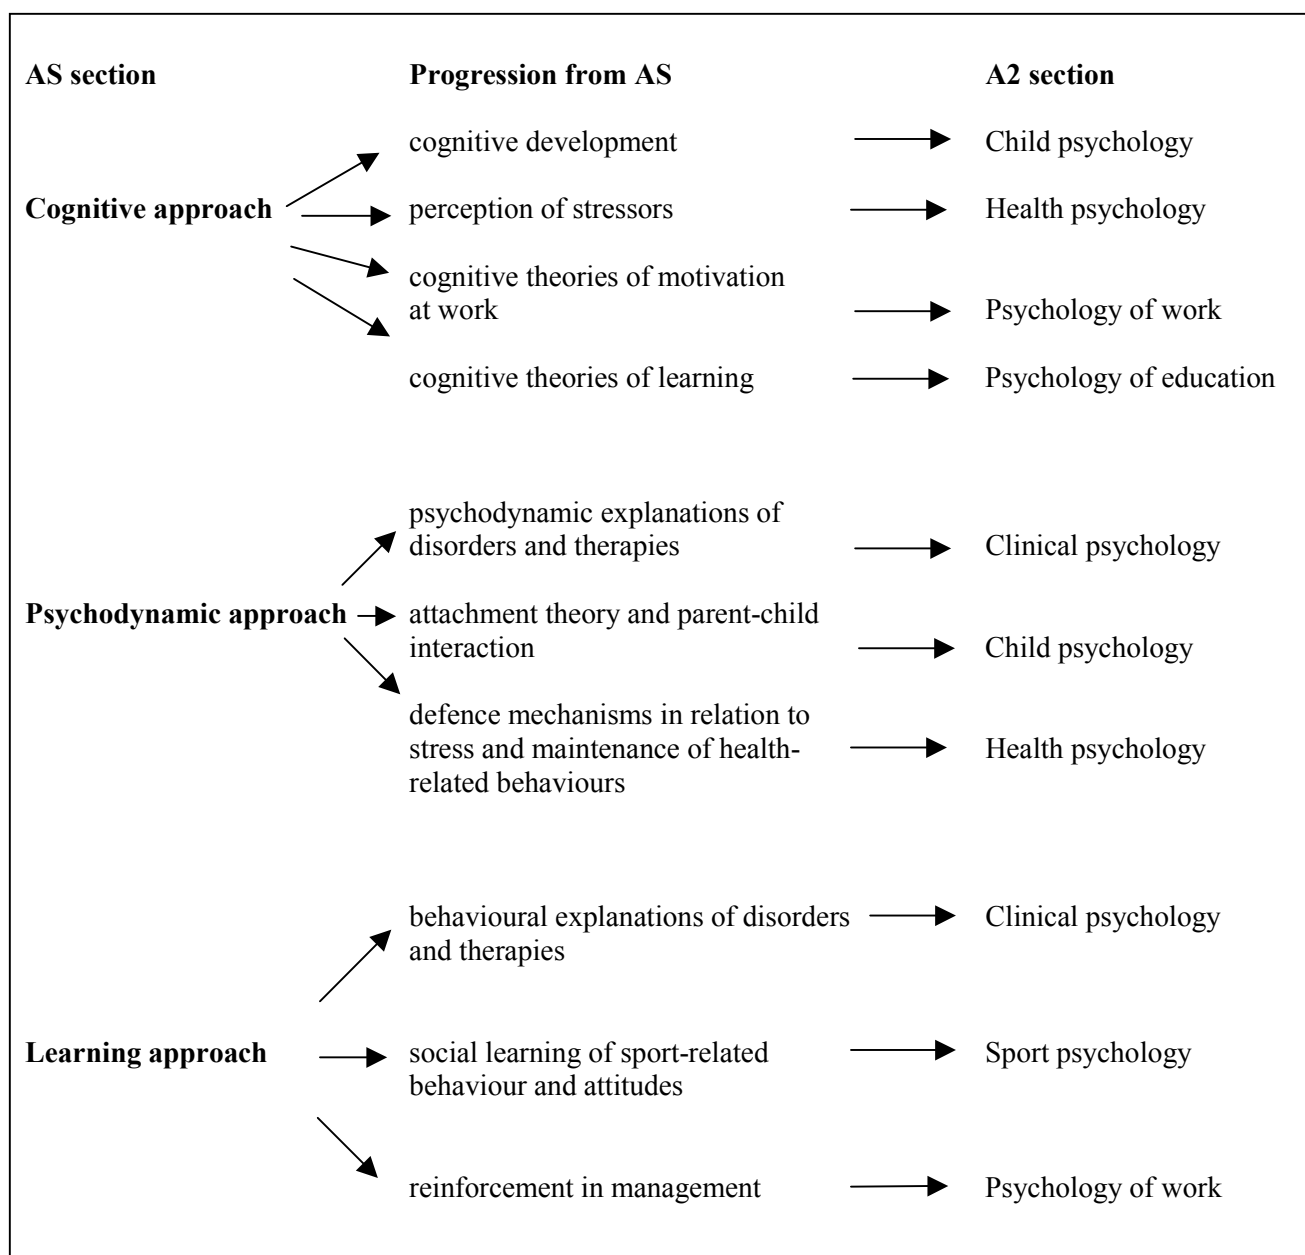 AS section Progression from AS A2 section
cognitive development Child psychology
Cognitive approach perception of stressors Health psychology
cognitive theories of motivation
at work Psychology of work
cognitive theories of learning Psychology of education
psychodynamic explanations of
disorders and therapies Clinical psychology
Psychodynamic approach attachment theory and parent-child
interaction Child psychology
defence mechanisms in relation to
stress and maintenance of health- Health psychology
related behaviours
behavioural explanations of disorders Clinical psychology
and therapies
Learning approach social learning of sport-related Sport psychology
behaviour and attitudes
reinforcement in management Psychology of work